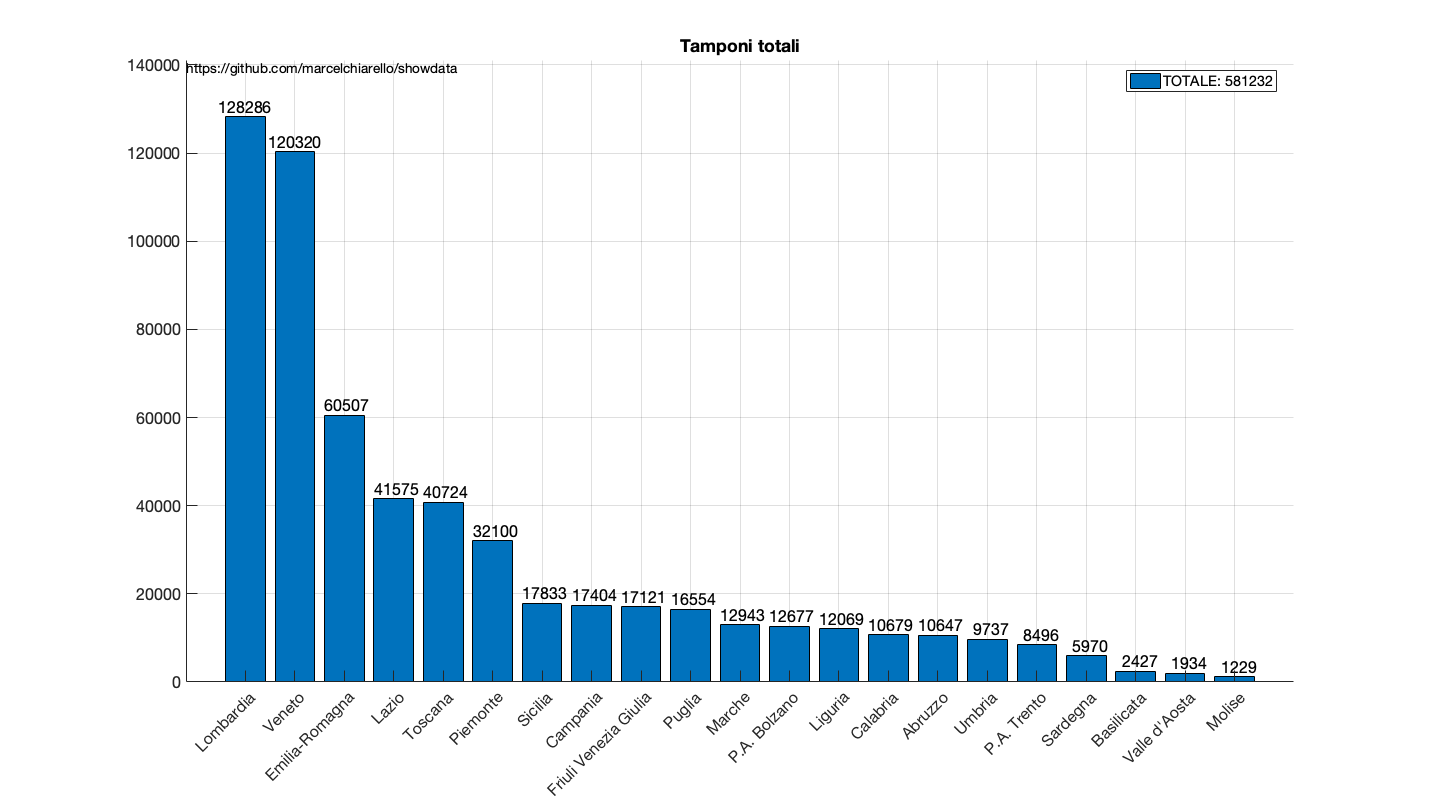 Tamponi totali
https://github.com/marcelchiarello/showdata
TOTALE: 581232
140000
120000
100000
80000
60000
40000
20000
0
128286
120320
60507
41575
40724
32100
17833
17404
17121
16554
12943
12677
12069
10679
10647
9737
8496
5970
2427
1934
1229
Lombardia
Veneto
Emilia-Romagna
Lazio
Toscana
Piemonte
Sicilia
Campania
Friuli Venezia Giulia
Puglia
Marche
P.A. Bolzano
Liguria
Calabria
Abruzzo
Umbria
P.A. Trento
Sardegna
Basilicata
Valle d'Aosta
Molise